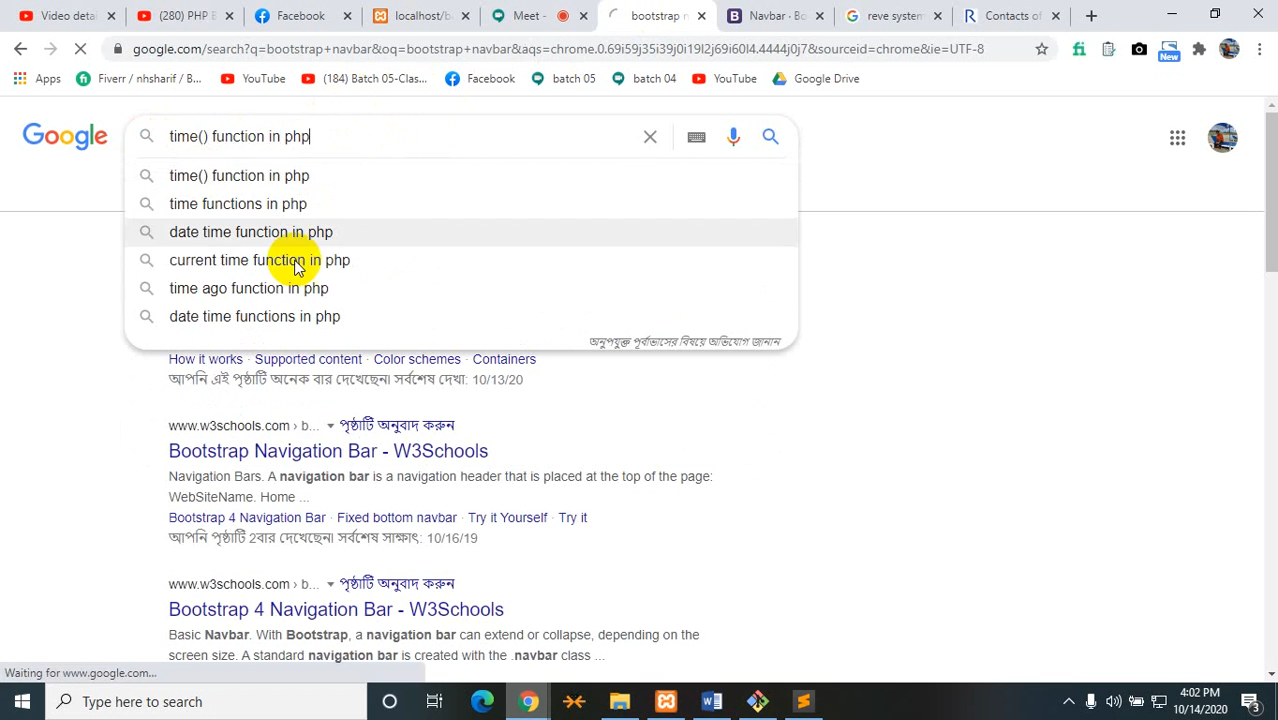 Video deta
(280) PHP B
Facebook
localhost/b
Meet -
bootstrap n
Navbar · Bo
reve system
Contacts of
google.com/search?q=bootstrap+navbar&oq=bootstrap+navbar&aqs=chrome.0.69i59j35i39j0i19l2j69i60l4.4444j0j7&sourceid=chrome&ie=UTF-8
New
Apps
Fiverr / nhsharif / B...
YouTube
(184) Batch 05-Clas...
Facebook
batch 05
batch 04
YouTube
Google Drive
Google
time() function in php
time() function in php
time functions in php
date time function in php
current time function in php
time ago function in php
date time functions in php
অনুপযুক্ত পূর্বাভাসের বিষয়ে অভিযোগ জানান
How it works · Supported content · Color schemes · Containers
আপনি এই পৃষ্ঠাটি অনেক বার দেখেছেন। সর্বশেষ দেখা: 10/13/20
www.w3schools.com › b... পৃষ্ঠাটি অনুবাদ করুন
Bootstrap Navigation Bar - W3Schools
Navigation Bars. A navigation bar is a navigation header that is placed at the top of the page:
WebSiteName. Home ...
Bootstrap 4 Navigation Bar · Fixed bottom navbar · Try it Yourself · Try it
আপনি পৃষ্ঠাটি 2বার দেখেছেন। সর্বশেষ সাক্ষাৎ: 10/16/19
www.w3schools.com › b... পৃষ্ঠাটি অনুবাদ করুন
Bootstrap 4 Navigation Bar - W3Schools
Basic Navbar. With Bootstrap, a navigation bar can extend or collapse, depending on the
screen size. A standard navigation bar is created with the .navbar class ...
Waiting for www.google.com...
Type here to search
4:02 PM
10/14/2020
3